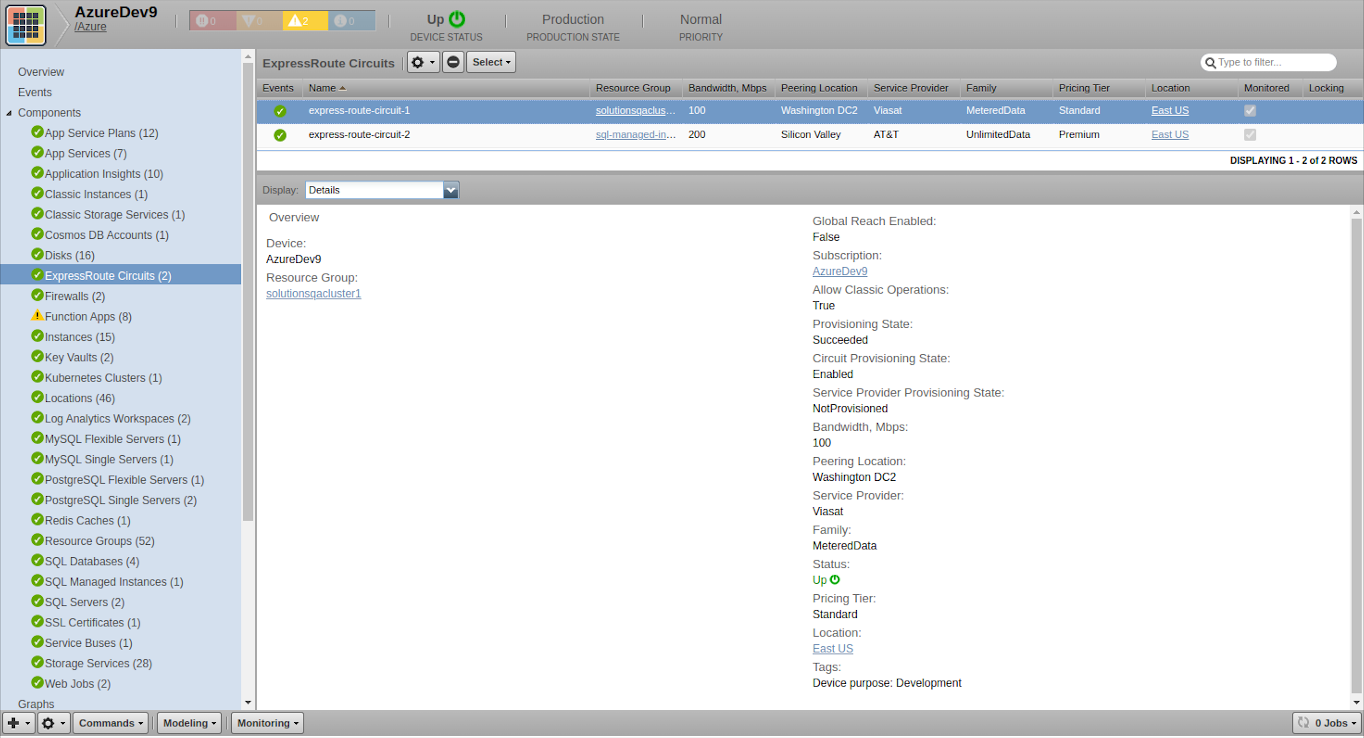 AzureDev9
/Azure
0 0 2 0
Up
DEVICE STATUS
Production
PRODUCTION STATE
Normal
PRIORITY
Overview
Events
Components
App Service Plans (12)
App Services (7)
Application Insights (10)
Classic Instances (1)
Classic Storage Services (1)
Cosmos DB Accounts (1)
Disks (16)
ExpressRoute Circuits (2)
Firewalls (2)
Function Apps (8)
Instances (15)
Key Vaults (2)
Kubernetes Clusters (1)
Locations (46)
Log Analytics Workspaces (2)
MySQL Flexible Servers (1)
MySQL Single Servers (1)
PostgreSQL Flexible Servers (1)
PostgreSQL Single Servers (2)
Redis Caches (1)
Resource Groups (52)
SQL Databases (4)
SQL Managed Instances (1)
SQL Servers (2)
SSL Certificates (1)
Service Buses (1)
Storage Services (28)
Web Jobs (2)
Graphs
ExpressRoute Circuits Select Type to filter...
Events Name Resource Group Bandwidth, Mbps Peering Location Service Provider Family Pricing Tier Location Monitored Locking
express-route-circuit-1 solutionsqaclus... 100 Washington DC2 Viasat MeteredData Standard East US
express-route-circuit-2 sql-managed-in... 200 Silicon Valley AT&T UnlimitedData Premium East US
DISPLAYING 1 - 2 of 2 ROWS
Display: Details
Overview
Device:
AzureDev9
Resource Group:
solutionsqacluster1
Global Reach Enabled:
False
Subscription:
AzureDev9
Allow Classic Operations:
True
Provisioning State:
Succeeded
Circuit Provisioning State:
Enabled
Service Provider Provisioning State:
NotProvisioned
Bandwidth, Mbps:
100
Peering Location:
Washington DC2
Service Provider:
Viasat
Family:
MeteredData
Status:
Up
Pricing Tier:
Standard
Location:
East US
Tags:
Device purpose: Development
Commands Modeling Monitoring 0 Jobs